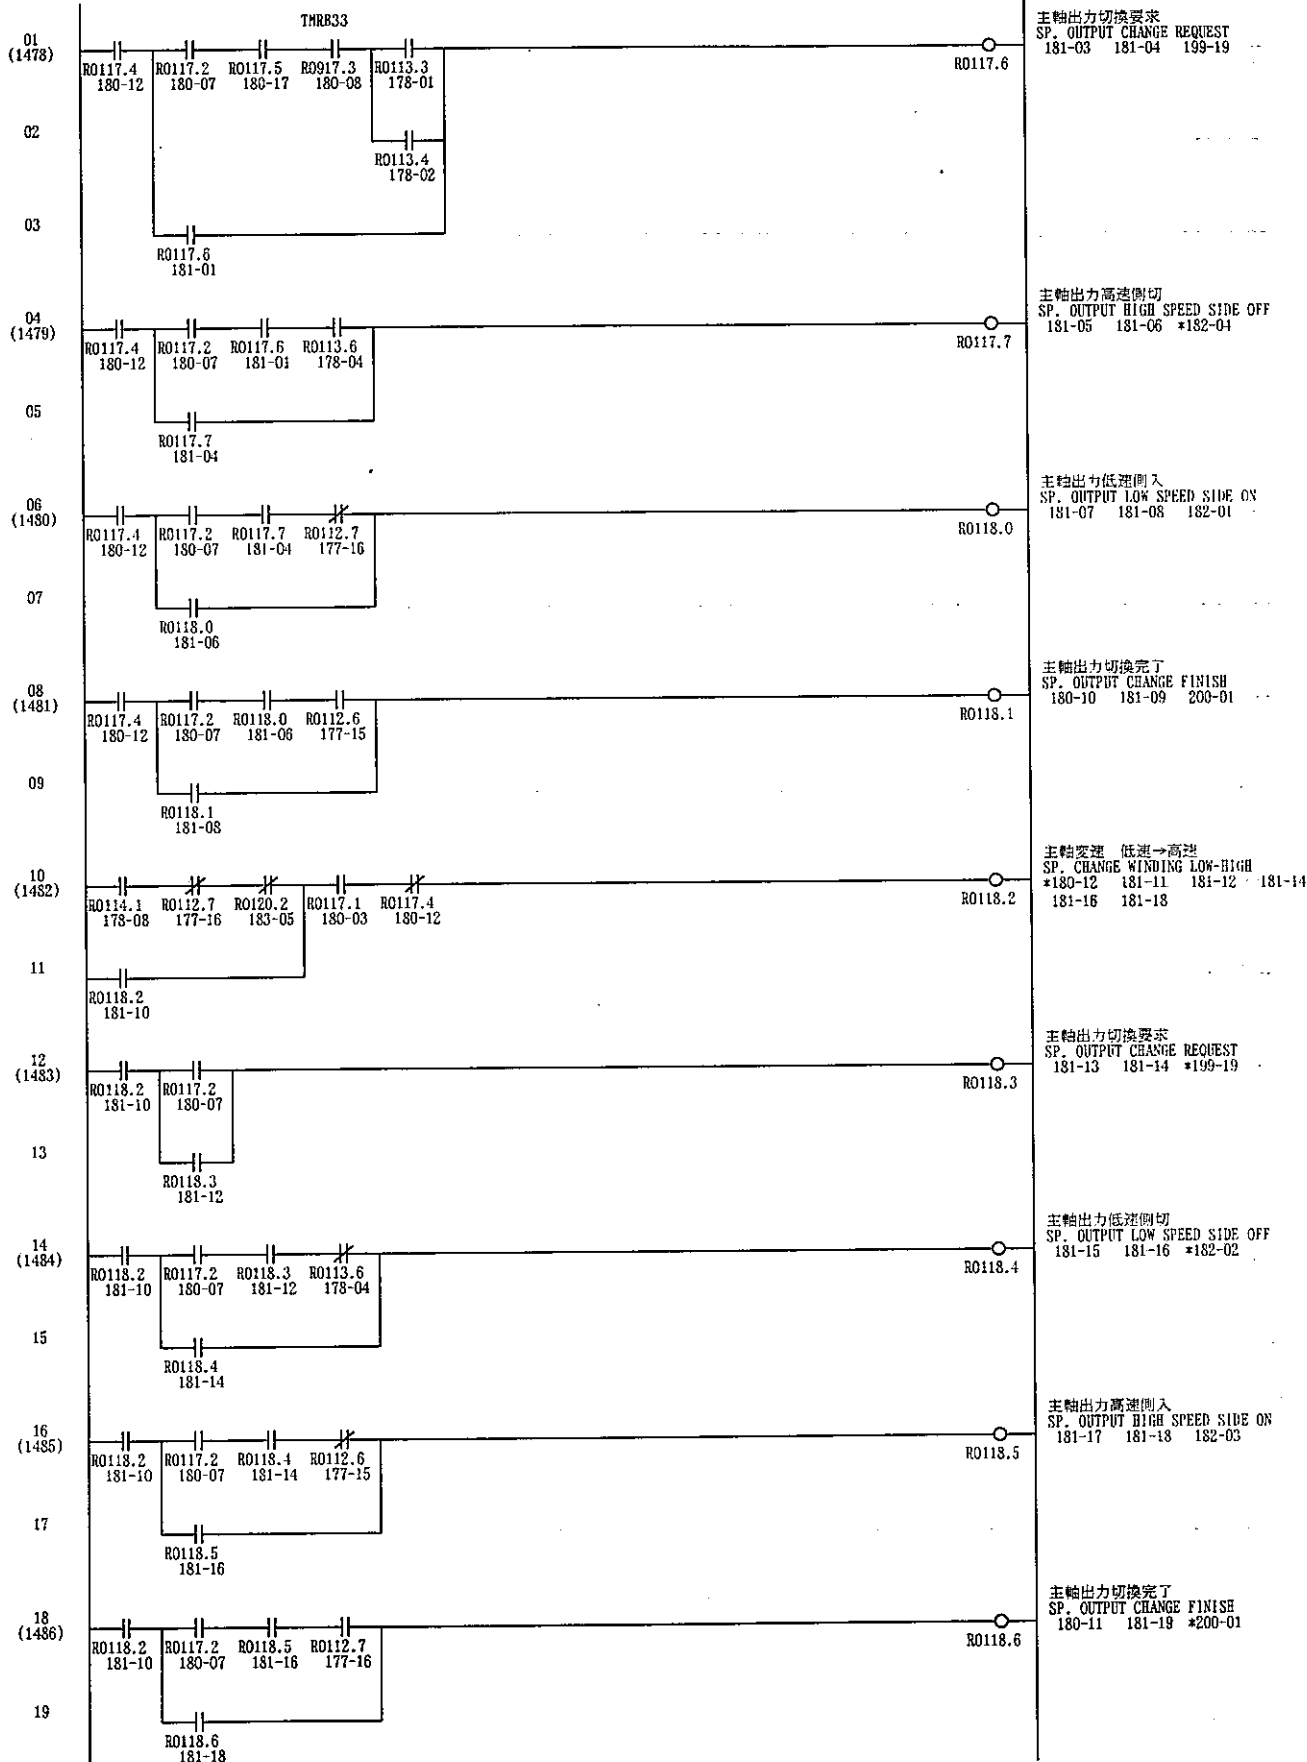 TMRB33
01
(1478)
R0117.4 R0117.2 R0117.5 R0917.3 R0113.3
180-12 180-07 180-17 180-08 178-01
R0117.6
主軸出力切換要求
SP. OUTPUT CHANGE REQUEST
181-03 181-04 199-19
02
R0113.4
178-02
03
R0117.6
181-01
04
(1479)
R0117.4 R0117.2 R0117.6 R0113.6
180-12 180-07 181-01 178-04
R0117.7
主軸出力高速側切
SP. OUTPUT HIGH SPEED SIDE OFF
181-05 181-06 *182-04
05
R0117.7
181-04
06
(1480)
R0117.4 R0117.2 R0117.7 R0112.7
180-12 180-07 181-04 177-16
R0118.0
主軸出力低速側入
SP. OUTPUT LOW SPEED SIDE ON
181-07 181-08 182-01
07
R0118.0
181-06
08
(1481)
R0117.4 R0117.2 R0118.0 R0112.6
180-12 180-07 181-06 177-15
R0118.1
主軸出力切換完了
SP. OUTPUT CHANGE FINISH
180-10 181-09 200-01
09
R0118.1
181-08
10
(1482)
R0114.1 R0112.7 R0120.2 R0117.1 R0117.4
178-08 177-16 183-05 180-03 180-12
R0118.2
主軸変速 低速→高速
SP. CHANGE WINDING LOW-HIGH
*180-12 181-11 181-12 181-14
181-16 181-18
11
R0118.2
181-10
12
(1483)
R0118.2 R0117.2
181-10 180-07
R0118.3
主軸出力切換要求
SP. OUTPUT CHANGE REQUEST
181-13 181-14 *199-19
13
R0118.3
181-12
14
(1484)
R0118.2 R0117.2 R0118.3 R0113.6
181-10 180-07 181-12 178-04
R0118.4
主軸出力低速側切
SP. OUTPUT LOW SPEED SIDE OFF
181-15 181-16 *182-02
15
R0118.4
181-14
16
(1485)
R0118.2 R0117.2 R0118.4 R0112.6
181-10 180-07 181-14 177-15
R0118.5
主軸出力高速側入
SP. OUTPUT HIGH SPEED SIDE ON
181-17 181-18 182-03
17
R0118.5
181-16
18
(1486)
R0118.2 R0117.2 R0118.5 R0112.7
181-10 180-07 181-16 177-16
R0118.6
主軸出力切換完了
SP. OUTPUT CHANGE FINISH
180-11 181-19 *200-01
19
R0118.6
181-18